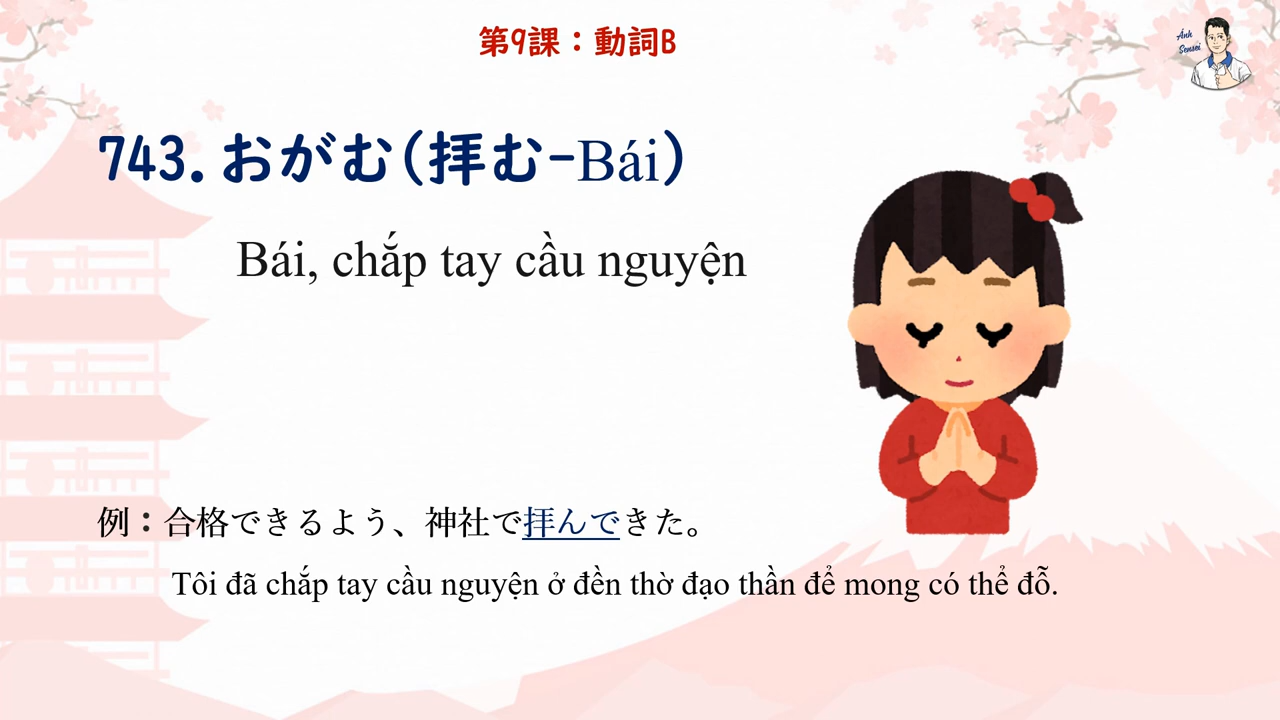 第9課：動詞B
Anh
Sensei
743. おがむ(拝む-Bái)
Bái, chắp tay cầu nguyện
例：合格できるよう、神社で拝んできた。
Tôi đã chắp tay cầu nguyện ở đền thờ đạo thần để mong có thể đỗ.